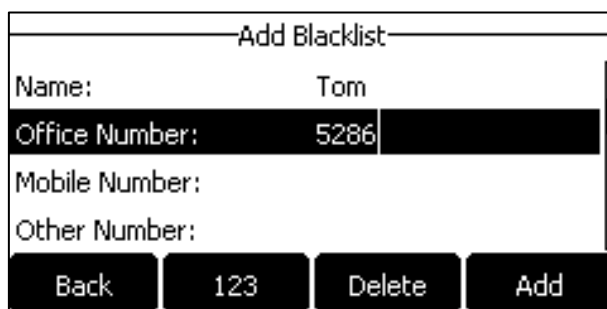 Add Blacklist
Name: Tom
Office Number: 5286
Mobile Number:
Other Number:
Back 123 Delete Add